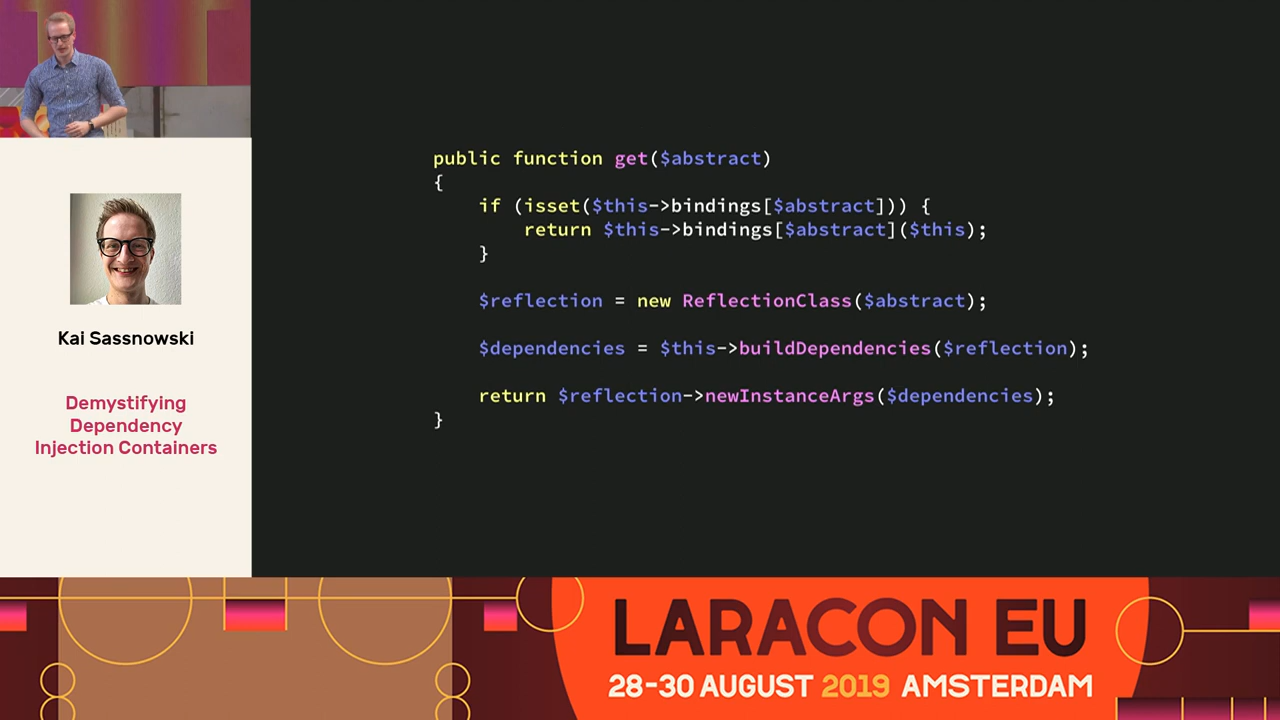 Kai Sassnowski
Demystifying
Dependency
Injection Containers
public function get($abstract)
{
    if (isset($this->bindings[$abstract])) {
        return $this->bindings[$abstract]($this);
    }
    $reflection = new ReflectionClass($abstract);
    $dependencies = $this->buildDependencies($reflection);
    return $reflection->newInstanceArgs($dependencies);
}
LARACON EU
28-30 AUGUST 2019 AMSTERDAM